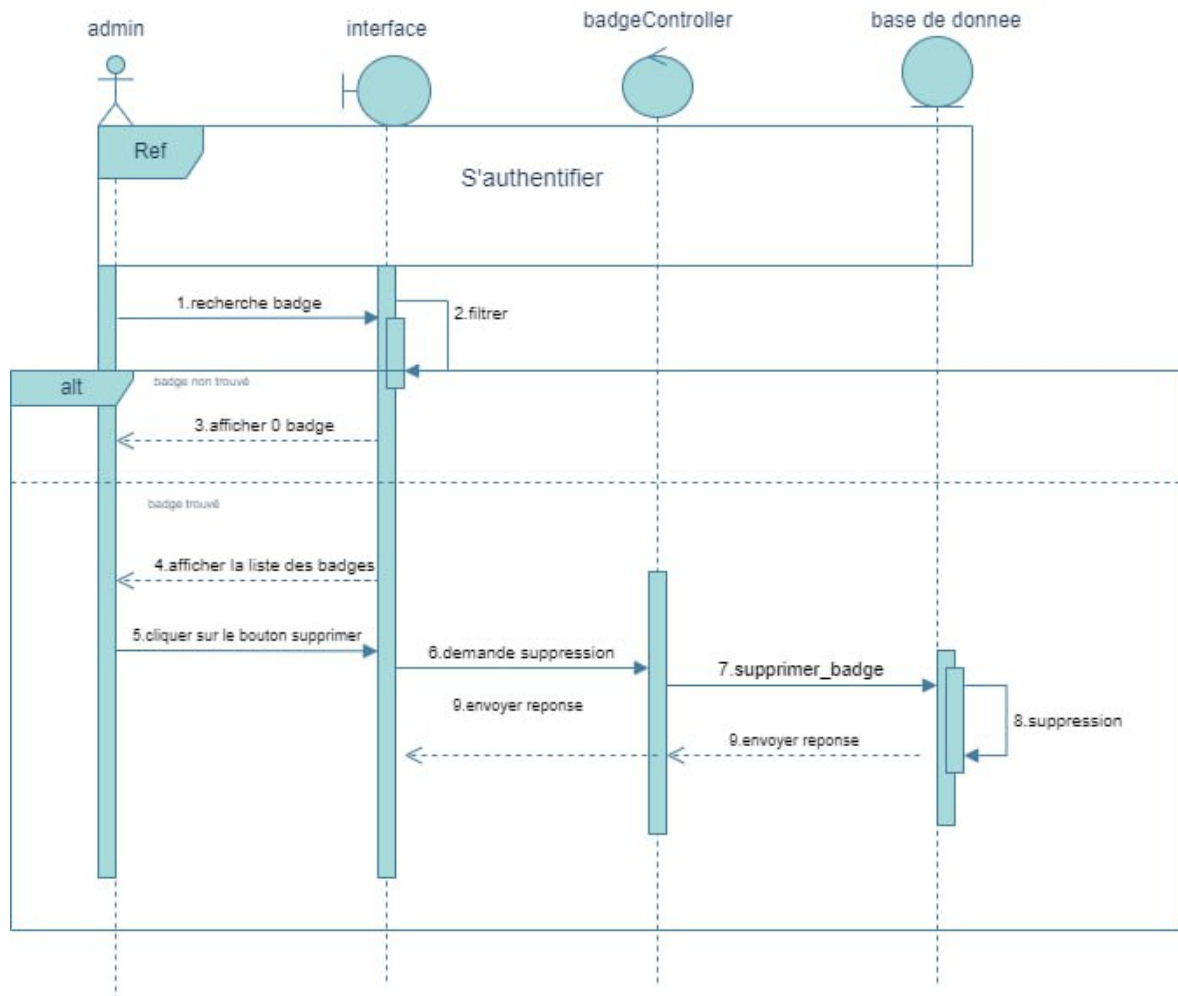 admin
interface
badgeController
base de donnee
Ref
S'authentifier
1.recherche badge
2.filtrer
alt
badge non trouvé
3.afficher 0 badge
badge trouvé
4.afficher la liste des badges
5.cliquer sur le bouton supprimer
6.demande suppression
7.supprimer_badge
8.suppression
9.envoyer reponse
9.envoyer reponse